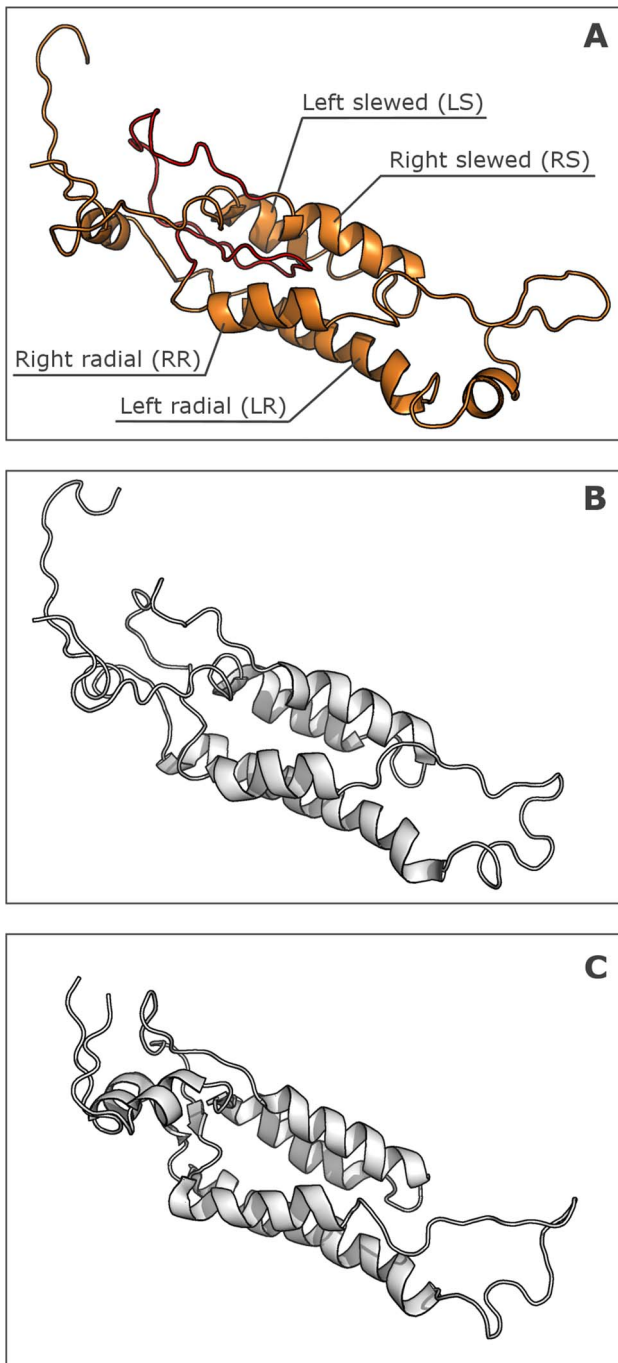 A
Left slewed (LS)
Right slewed (RS)
Right radial (RR)
Left radial (LR)
B
C